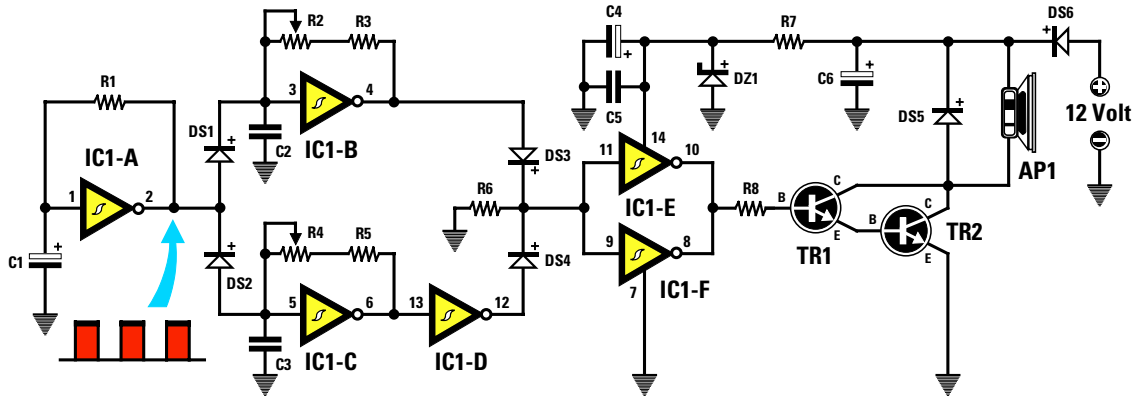 C4
R2
R3
R7
DS6
+
+
+
+
R1
C6
DZ1
+
3
4
C5
DS1
DS5
12 Volt
+
14
C2
IC1-B
AP1
IC1-A
11
10
DS3
1
2
+
R6
IC1-E
R8
C
B
R4
R5
+
C
9
8
E
B
C1
+
DS2
DS4
TR1
TR2
IC1-F
E
5
6
13
12
7
C3
IC1-C
IC1-D